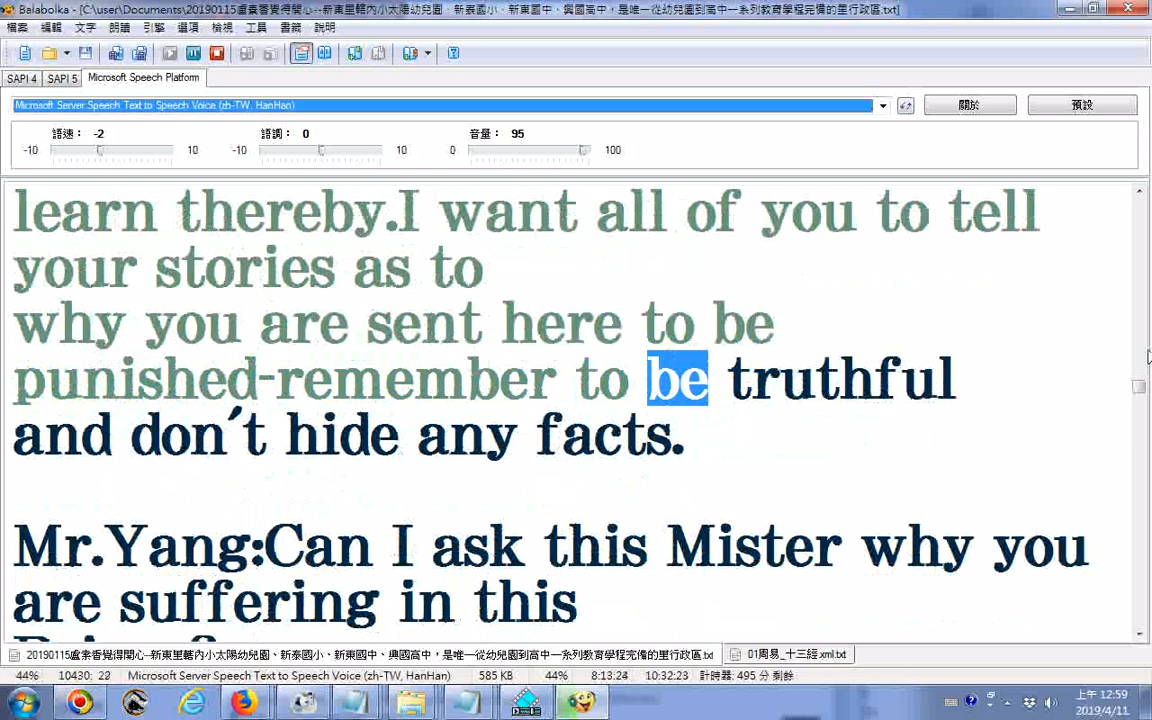 Balabolka - [C:\user\Documents\20190115盧素香覺得開心--新東里轄內小太陽幼兒園、新泰國小、新東國中、興國高中，是唯一從幼兒園到高中一系列教育學程完備的里行政區.txt]
檔案 編輯 文字 朗讀 引擎 選項 檢視 工具 書籤 說明
SAPI 4 SAPI 5 Microsoft Speech Platform
Microsoft Server Speech Text to Speech Voice (zh-TW, HanHan) 關於 預設
語速： -2 語調： 0 音量： 95
-10 10 -10 10 0 100
learn thereby.I want all of you to tell
your stories as to
why you are sent here to be
punished-remember to be truthful
and don't hide any facts.
Mr.Yang:Can I ask this Mister why you
are suffering in this
20190115盧素香覺得開心--新東里轄內小太陽幼兒園、新泰國小、新東國中、興國高中，是唯一從幼兒園到高中一系列教育學程完備的里行政區.txt 01周易_十三經.xml.txt
44% 10430: 22 Microsoft Server Speech Text to Speech Voice (zh-TW, HanHan) 585 KB 44% 8:13:24 10:32:23 計時器: 495 分 剩餘
上午 12:59
2019/4/11